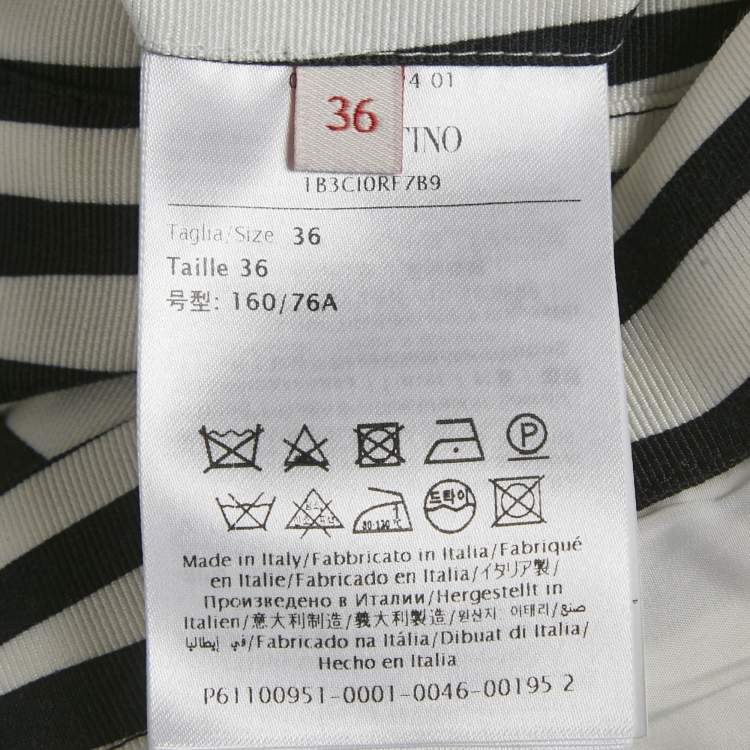 4 01
36
TINO
1B3CI0RF7B9
Taglia/Size 36
Taille 36
号型: 160/76A
P
드라이
80-120℃
Made in Italy/Fabbricato in Italia/Fabriqué
en Italie/Fabricado en Italia/イタリア製/
Произведено в Италии/Hergestellt in
Italien/意大利制造/義大利製造/원산지 이태리/صنع
في إيطاليا/Fabricado na Itália/Dibuat di Italia/
Hecho en Italia
P61100951-0001-0046-00195 2